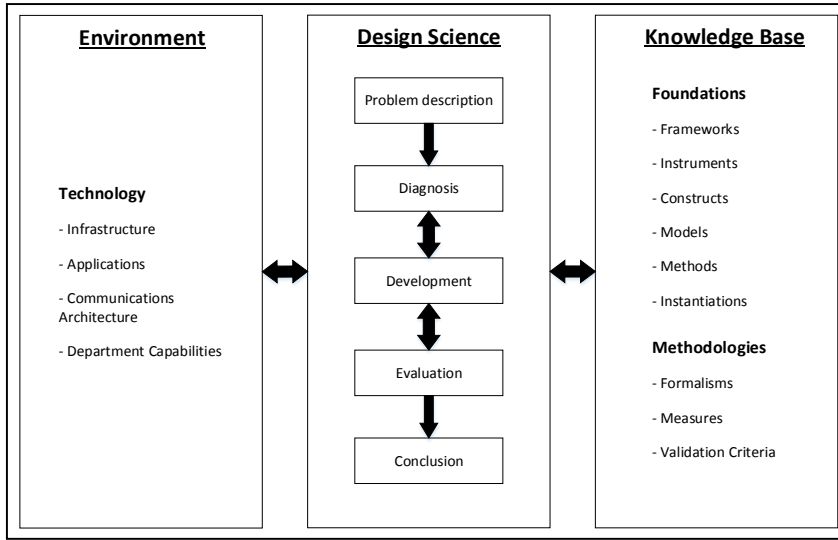 Environment
Technology
- Infrastructure
- Applications
- Communications
Architecture
- Department Capabilities
Design Science
Problem description
Diagnosis
Development
Evaluation
Conclusion
Knowledge Base
Foundations
- Frameworks
- Instruments
- Constructs
- Models
- Methods
- Instantiations
Methodologies
- Formalisms
- Measures
- Validation Criteria